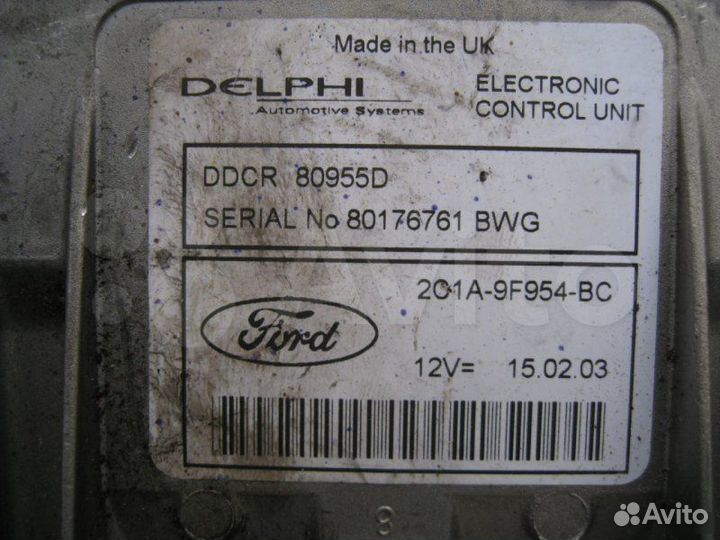 Made in the UK
DELPHI
Automotive Systems
ELECTRONIC
CONTROL UNIT
DDCR 80955D
SERIAL No 80176761 BWG
2C1A-9F954-BC
Ford
12V= 15.02.03
8
Avito
Avito